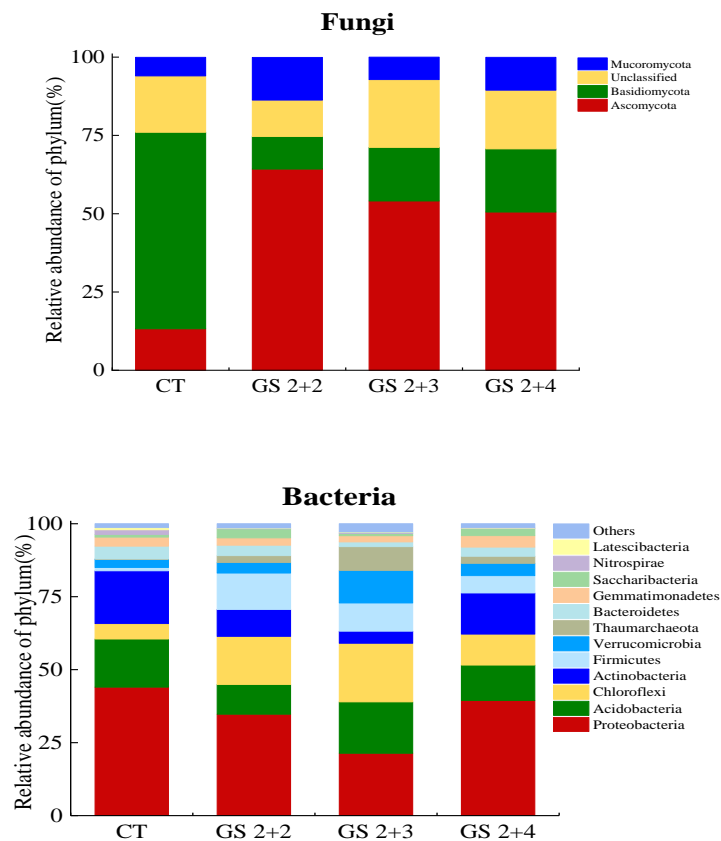 Fungi
Relative abundance of phylum(%)
100
75
50
25
0
CT
GS 2+2
GS 2+3
GS 2+4
Mucoromycota
Unclassified
Basidiomycota
Ascomycota
Bacteria
Relative abundance of phylum(%)
100
75
50
25
0
CT
GS 2+2
GS 2+3
GS 2+4
Others
Latescibacteria
Nitrospirae
Saccharibacteria
Gemmatimonadetes
Bacteroidetes
Thaumarchaeota
Verrucomicrobia
Firmicutes
Actinobacteria
Chloroflexi
Acidobacteria
Proteobacteria